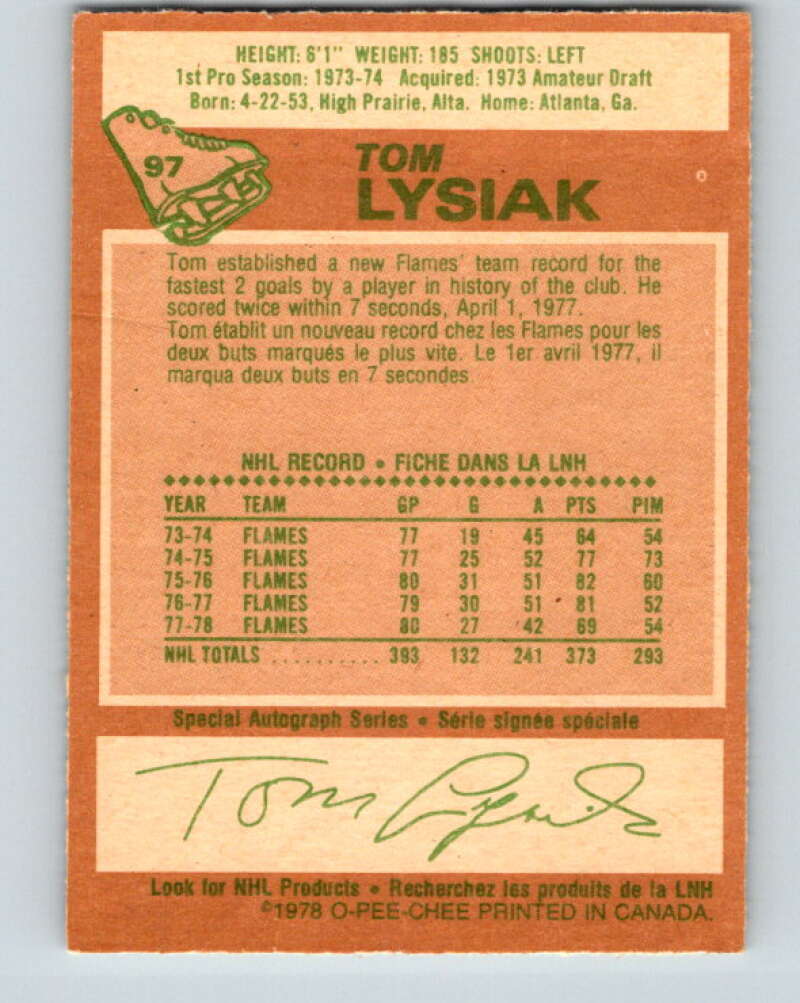 HEIGHT: 6'1" WEIGHT: 185 SHOOTS: LEFT
1st Pro Season: 1973-74 Acquired: 1973 Amateur Draft
Born: 4-22-53, High Prairie, Alta. Home: Atlanta, Ga.
97
TOM
LYSIAK
Tom established a new Flames' team record for the
fastest 2 goals by a player in history of the club. He
scored twice within 7 seconds, April 1, 1977.
Tom établit un nouveau record chez les Flames pour les
deux buts marqués le plus vite. Le 1er avril 1977, il
marqua deux buts en 7 secondes.
NHL RECORD • FICHE DANS LA LNH
YEAR TEAM GP G A PTS PIM
73-74 FLAMES 77 19 45 64 54
74-75 FLAMES 77 25 52 77 73
75-76 FLAMES 80 31 51 82 60
76-77 FLAMES 79 30 51 81 52
77-78 FLAMES 80 27 42 69 54
NHL TOTALS .......... 393 132 241 373 293
Special Autograph Series • Série signée spéciale
Tom Lysiak
Look for NHL Products • Recherchez les produits de la LNH
©1978 O-PEE-CHEE PRINTED IN CANADA.